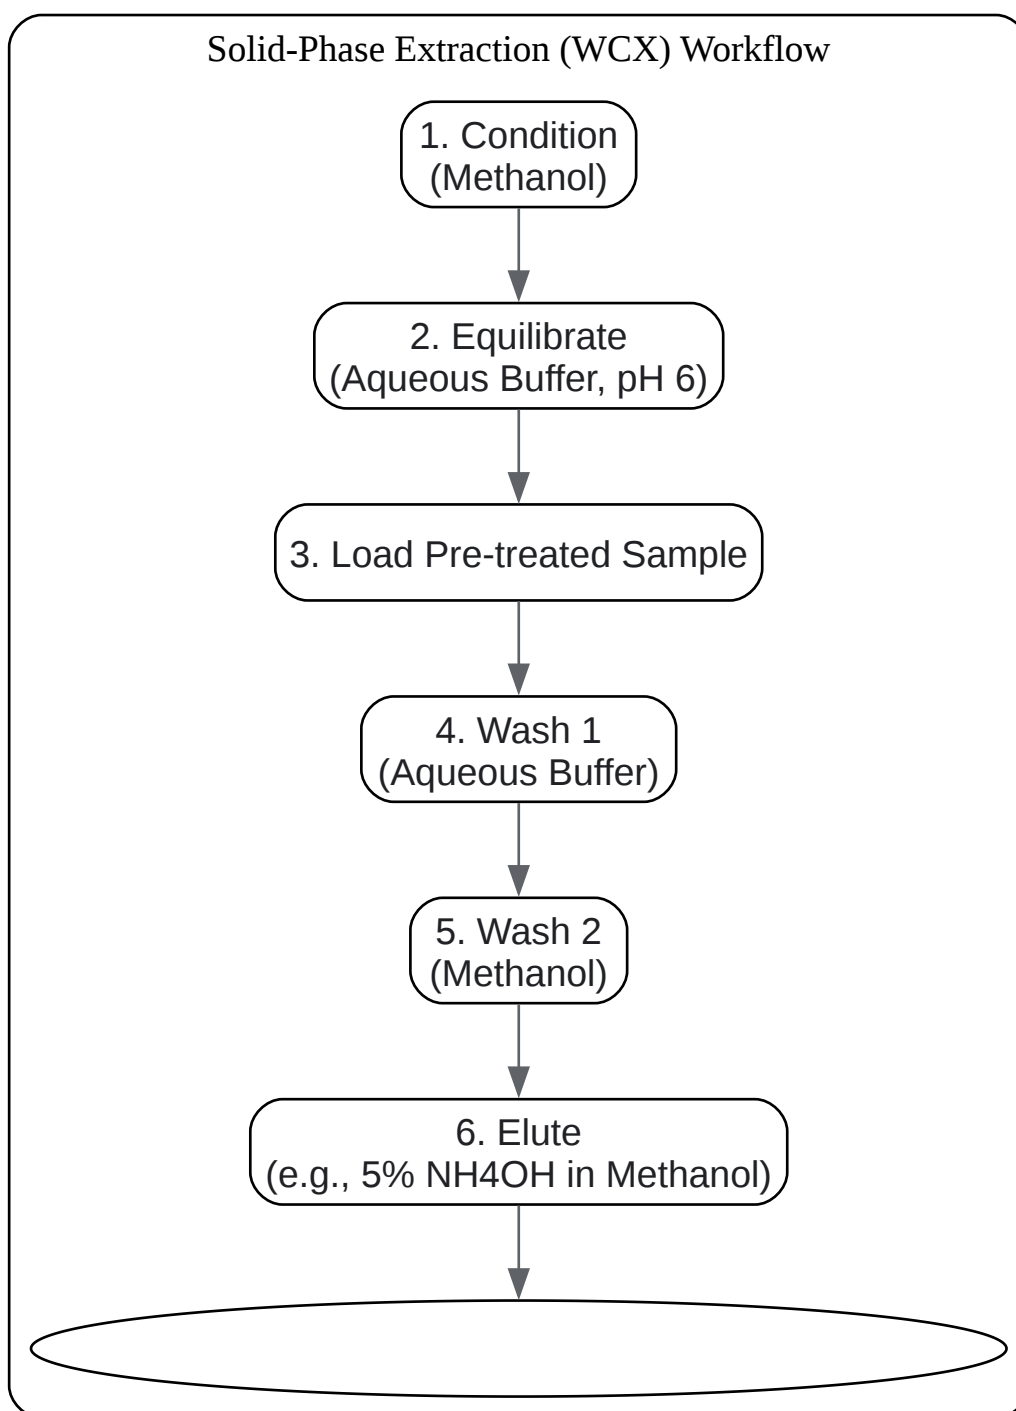 Solid-Phase Extraction (WCX) Workflow
1. Condition
(Methanol)
2. Equilibrate
(Aqueous Buffer, pH 6)
3. Load Pre-treated Sample
4. Wash 1
(Aqueous Buffer)
5. Wash 2
(Methanol)
6. Elute
(e.g., 5% NH4OH in Methanol)